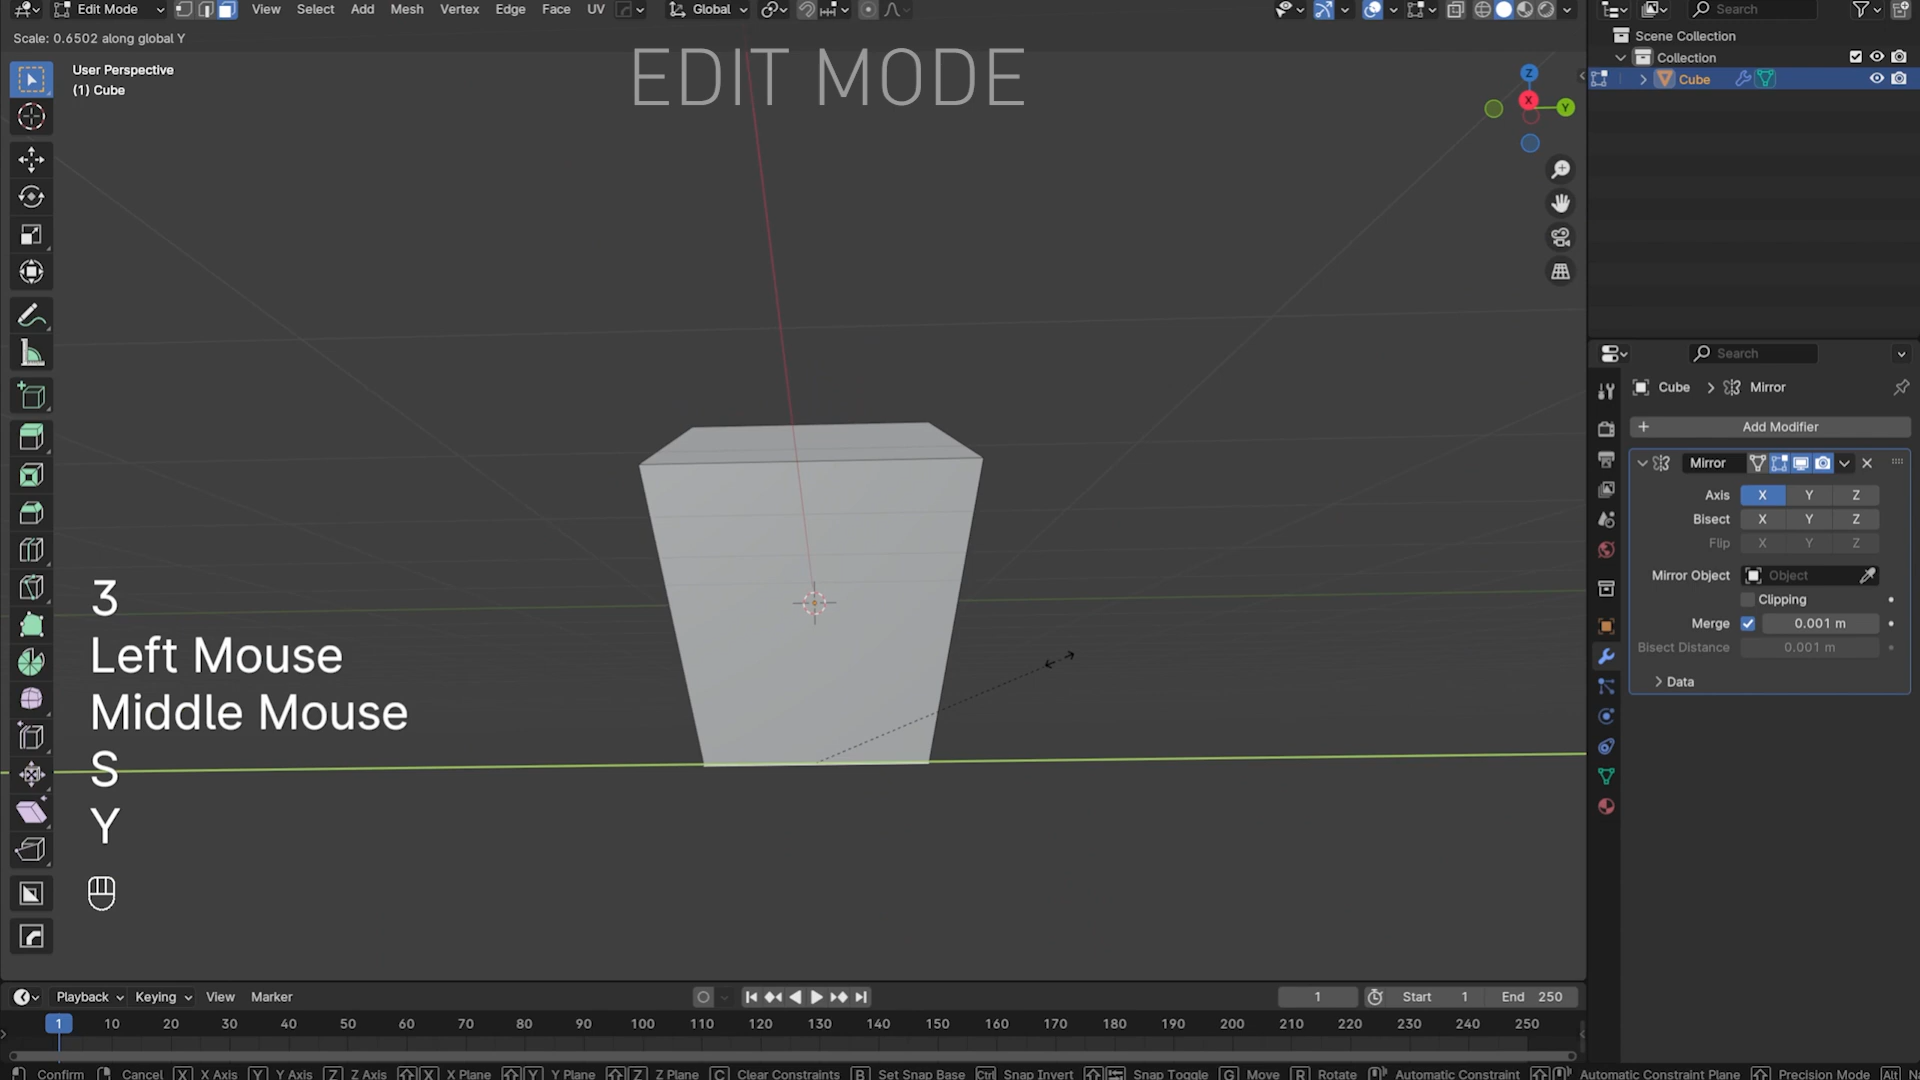 Edit Mode View Select Add Mesh Vertex Edge Face UV Global
Search
Scale: 0.6502 along global Y
EDIT MODE
Scene Collection
User Perspective
Collection
(1) Cube
Cube
Z
X
Y
Search
Cube > Mirror
+ Add Modifier
Mirror
Axis X Y Z
Bisect X Y Z
Flip X Y Z
Mirror Object Object
Clipping
Merge 0.001 m
Bisect Distance 0.001 m
> Data
3
Left Mouse
Middle Mouse
S
Y
Playback Keying View Marker
1 Start 1 End 250
1 10 20 30 40 50 60 70 80 90 100 110 120 130 140 150 160 170 180 190 200 210 220 230 240 250
Confirm Cancel X X Axis Y Y Axis Z Z Axis X X Plane Y Y Plane Z Z Plane C Clear Constraints B Set Snap Base Ctrl Snap Invert Snap Toggle G Move R Rotate Automatic Constraint Automatic Constraint Plane Precision Mode Alt